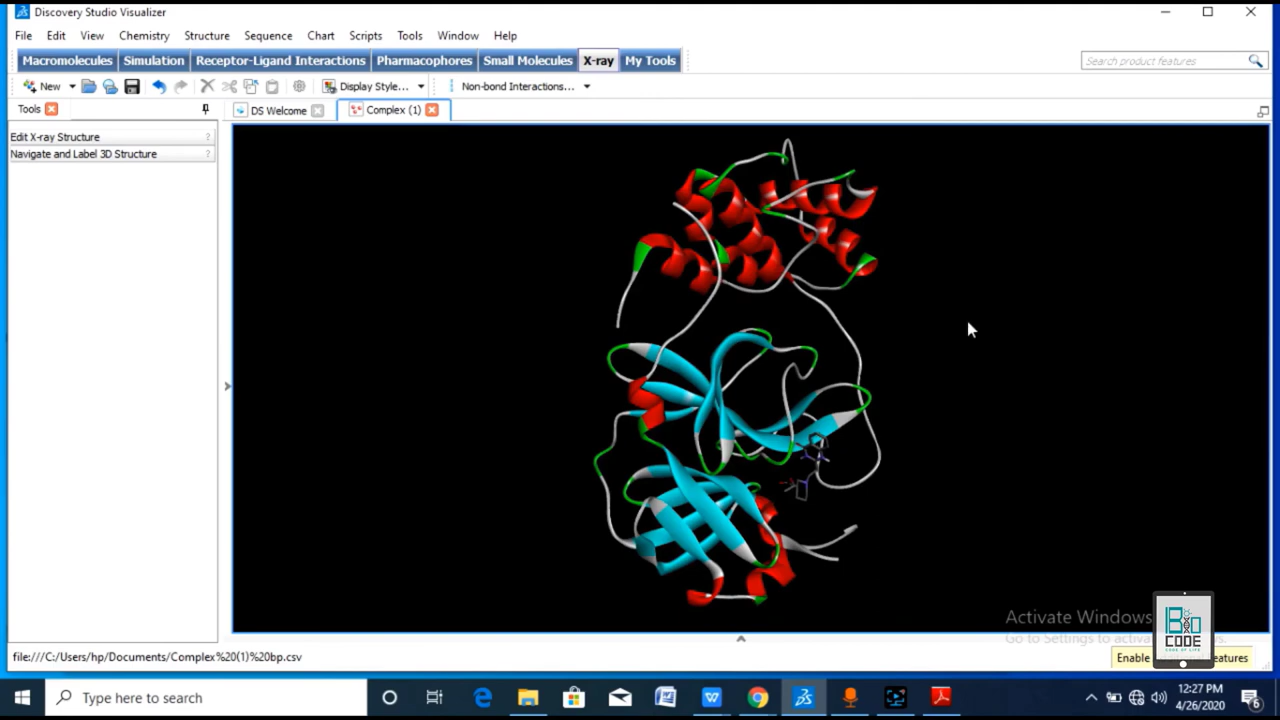 Discovery Studio Visualizer
File Edit View Chemistry Structure Sequence Chart Scripts Tools Window Help
Macromolecules Simulation Receptor-Ligand Interactions Pharmacophores Small Molecules X-ray My Tools
Search product features
New Display Style... Non-bond Interactions...
Tools DS Welcome Complex (1)
Edit X-ray Structure ?
Navigate and Label 3D Structure ?
Activate Windows
Go to Settings to activate
BIOCODE
CODE OF LIFE
file:///C:/Users/hp/Documents/Complex%20(1)%20bp.csv
Enable features
Type here to search
12:27 PM
4/26/2020
6